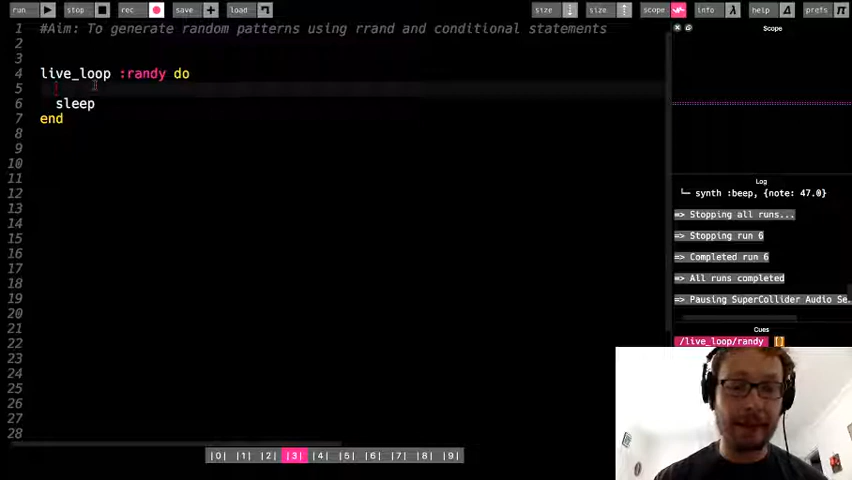 run stop rec save + load size size scope info λ help prefs π
1 #Aim: To generate random patterns using rrand and conditional statements
2
3
4 live_loop :randy do
5
6 sleep
7 end
8
9
10
11
12
13
14
15
16
17
18
19
20
21
22
23
24
25
26
27
28
|0| |1| |2| |3| |4| |5| |6| |7| |8| |9|
Scope
Log
└─ synth :beep, {note: 47.0}
=> Stopping all runs...
=> Stopping run 6
=> Completed run 6
=> All runs completed
=> Pausing SuperCollider Audio Se
Cues
/live_loop/randy []